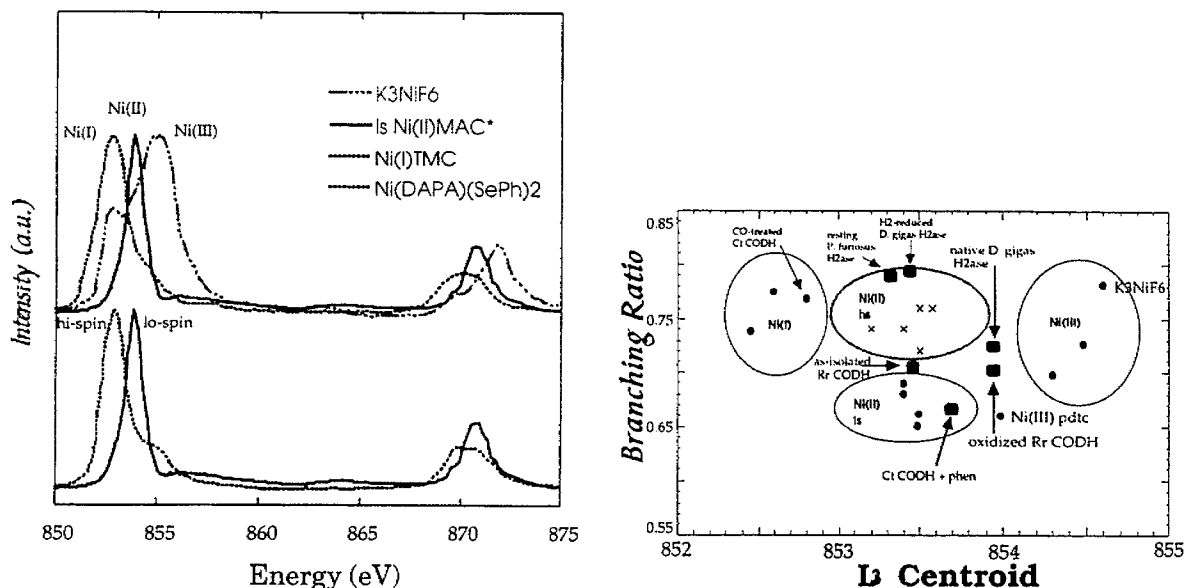 K3NiF6
ls Ni(II)MAC*
Ni(I)TMC
Ni(DAPA)(SePh)2
Ni(I)
Ni(II)
Ni(III)
hi-spin
lo-spin
Intensity (a.u.)
850
855
860
865
870
875
Energy (eV)
Branching Ratio
0.85
0.75
0.65
0.55
CO-treated
Ct CODH
resting
P. furiosus
H2ase
H2-reduced
D. gigas H2ase
native D. gigas
H2ase
K3NiF6
Ni(I)
Ni(II)
hs
Ni(III)
as-isolated
Rr CODH
Ni(II)
ls
Ni(III) pdtc
oxidized Rr CODH
Ct CODH + phen
852
853
854
855
L3 Centroid